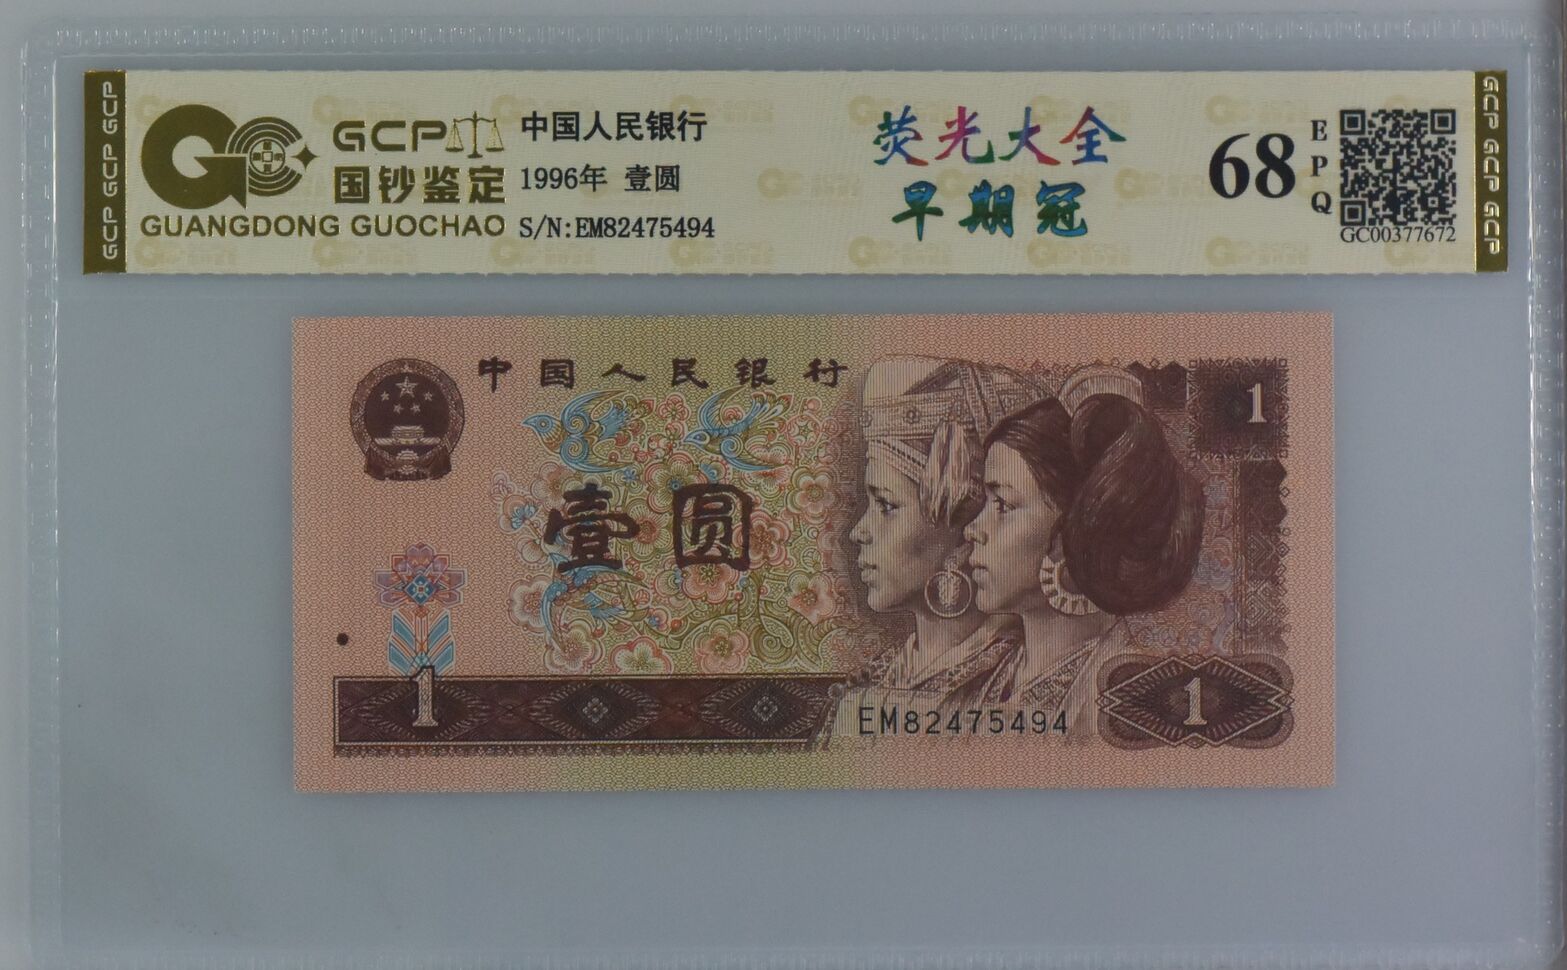 GCP GCP GCP
GCP
国钞鉴定
GUANGDONG GUOCHAO
中国人民银行
1996年 壹圆
S/N:EM82475494
荧光大全
早期冠
68
EPQ
GC00377672
GCP GCP GCP
中国人民银行
1
壹圆
1
EM82475494
1